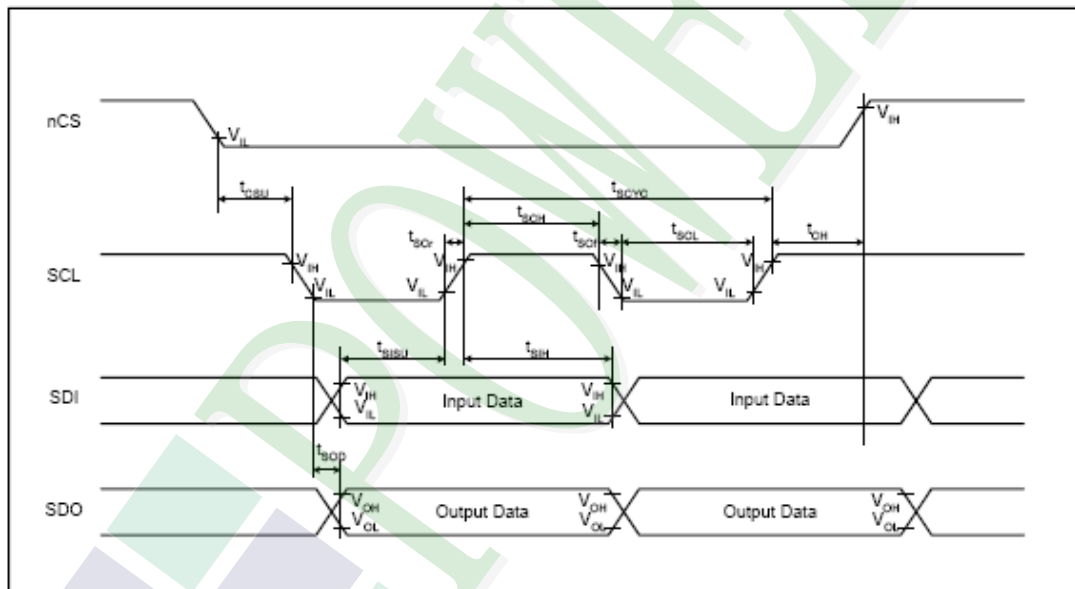 nCS
V_IL
V_IH
t_CSU
t_SCYC
t_SCH
t_SCr
t_SCf
t_SCL
t_CH
SCL
V_IH
V_IL
V_IL
V_IH
V_IH
V_IL
V_IL
V_IH
t_SISU
t_SIH
SDI
V_IH
V_IL
Input Data
V_IH
V_IL
Input Data
t_SOD
SDO
V_OH
V_OL
Output Data
V_OH
V_OL
Output Data
V_OH
V_OL